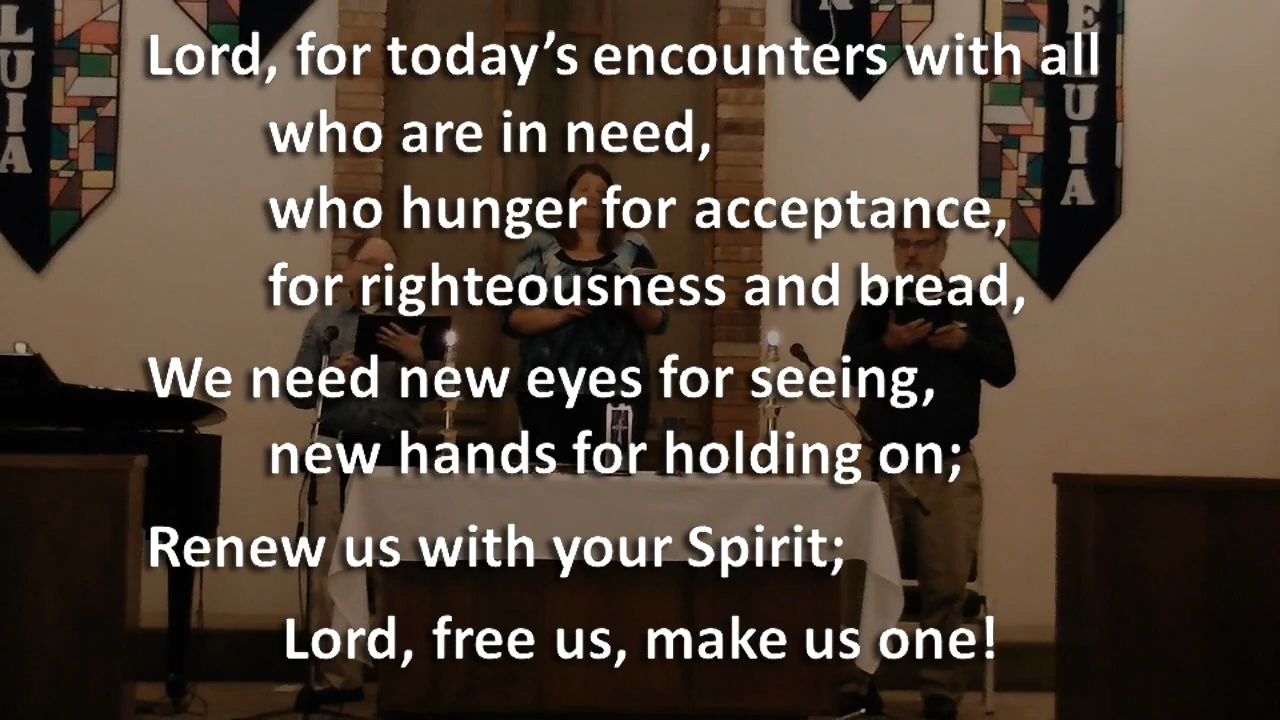 Lord, for today’s encounters with all
who are in need,
who hunger for acceptance,
for righteousness and bread,
We need new eyes for seeing,
new hands for holding on;
Renew us with your Spirit;
Lord, free us, make us one!
LUIA
EUIA